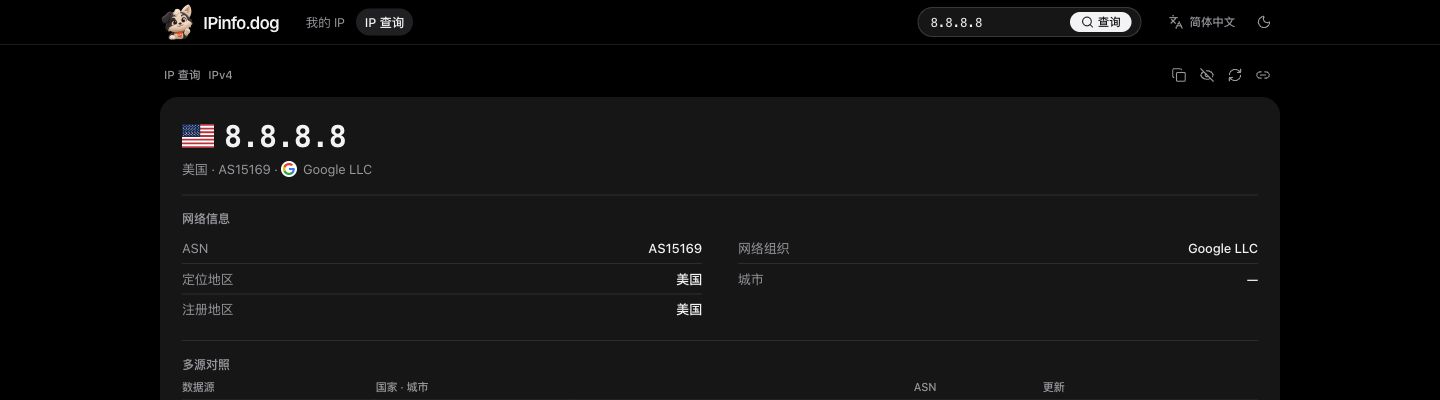 IPinfo.dog 我的 IP IP 查询 8.8.8.8 查询 简体中文
IP 查询 IPv4
8.8.8.8
美国 · AS15169 · Google LLC
网络信息
ASN AS15169 网络组织 Google LLC
定位地区 美国 城市 —
注册地区 美国
多源对照
数据源 国家 · 城市 ASN 更新